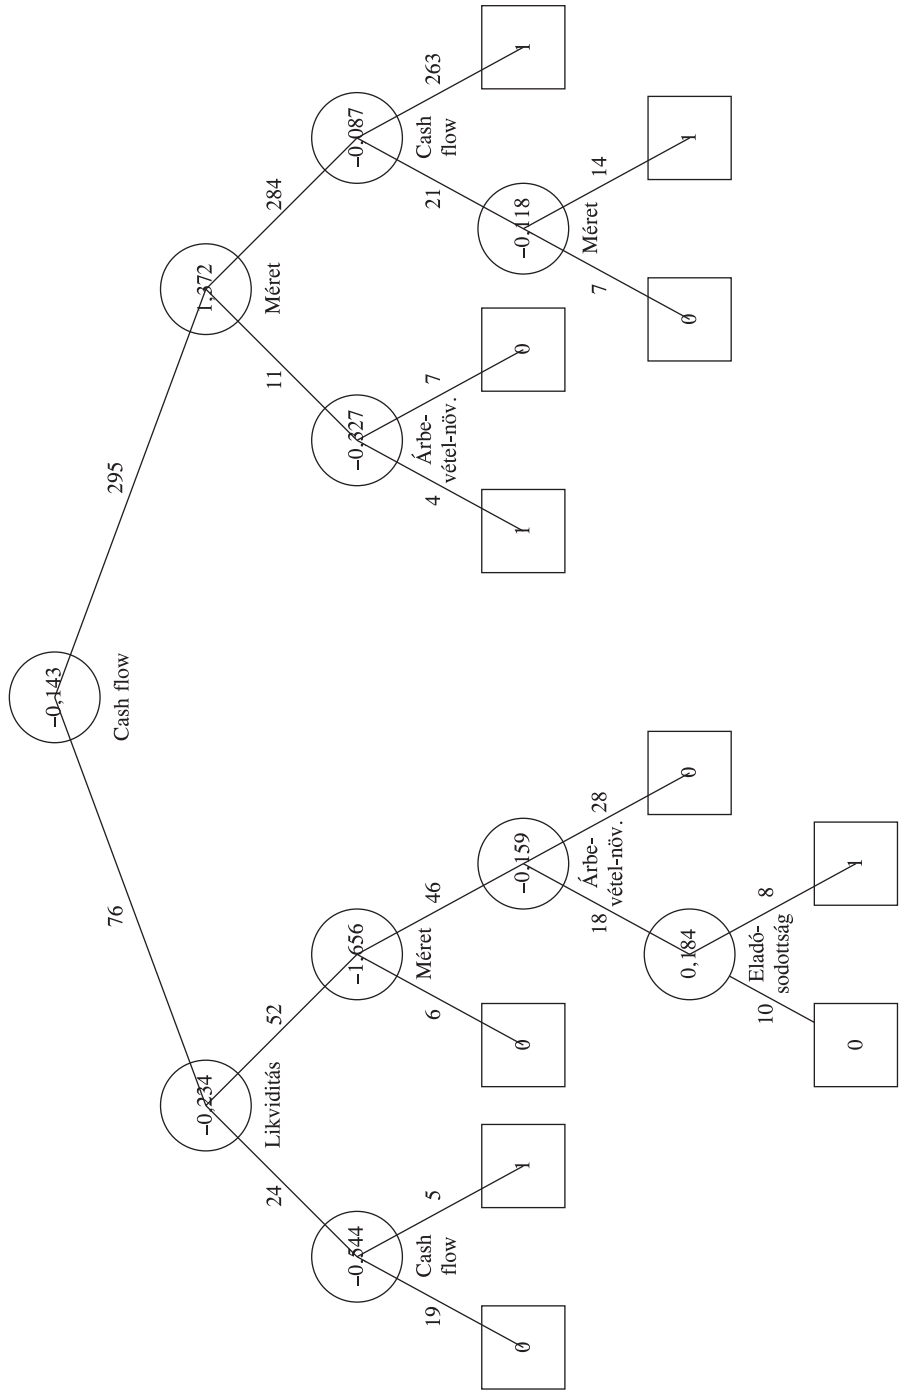 –0,143
Cash flow
76
295
–0,234
Likviditás
1,372
Méret
24
52
11
284
–0,544
Cash
flow
–1,656
Méret
–0,327
Árbe-
vétel-növ.
–0,087
Cash
flow
19
5
6
46
4
7
21
263
0
1
0
–0,159
Árbe-
vétel-növ.
1
0
–0,118
Méret
1
18
28
7
14
0,184
Eladó-
sodottság
0
0
1
10
8
0
1